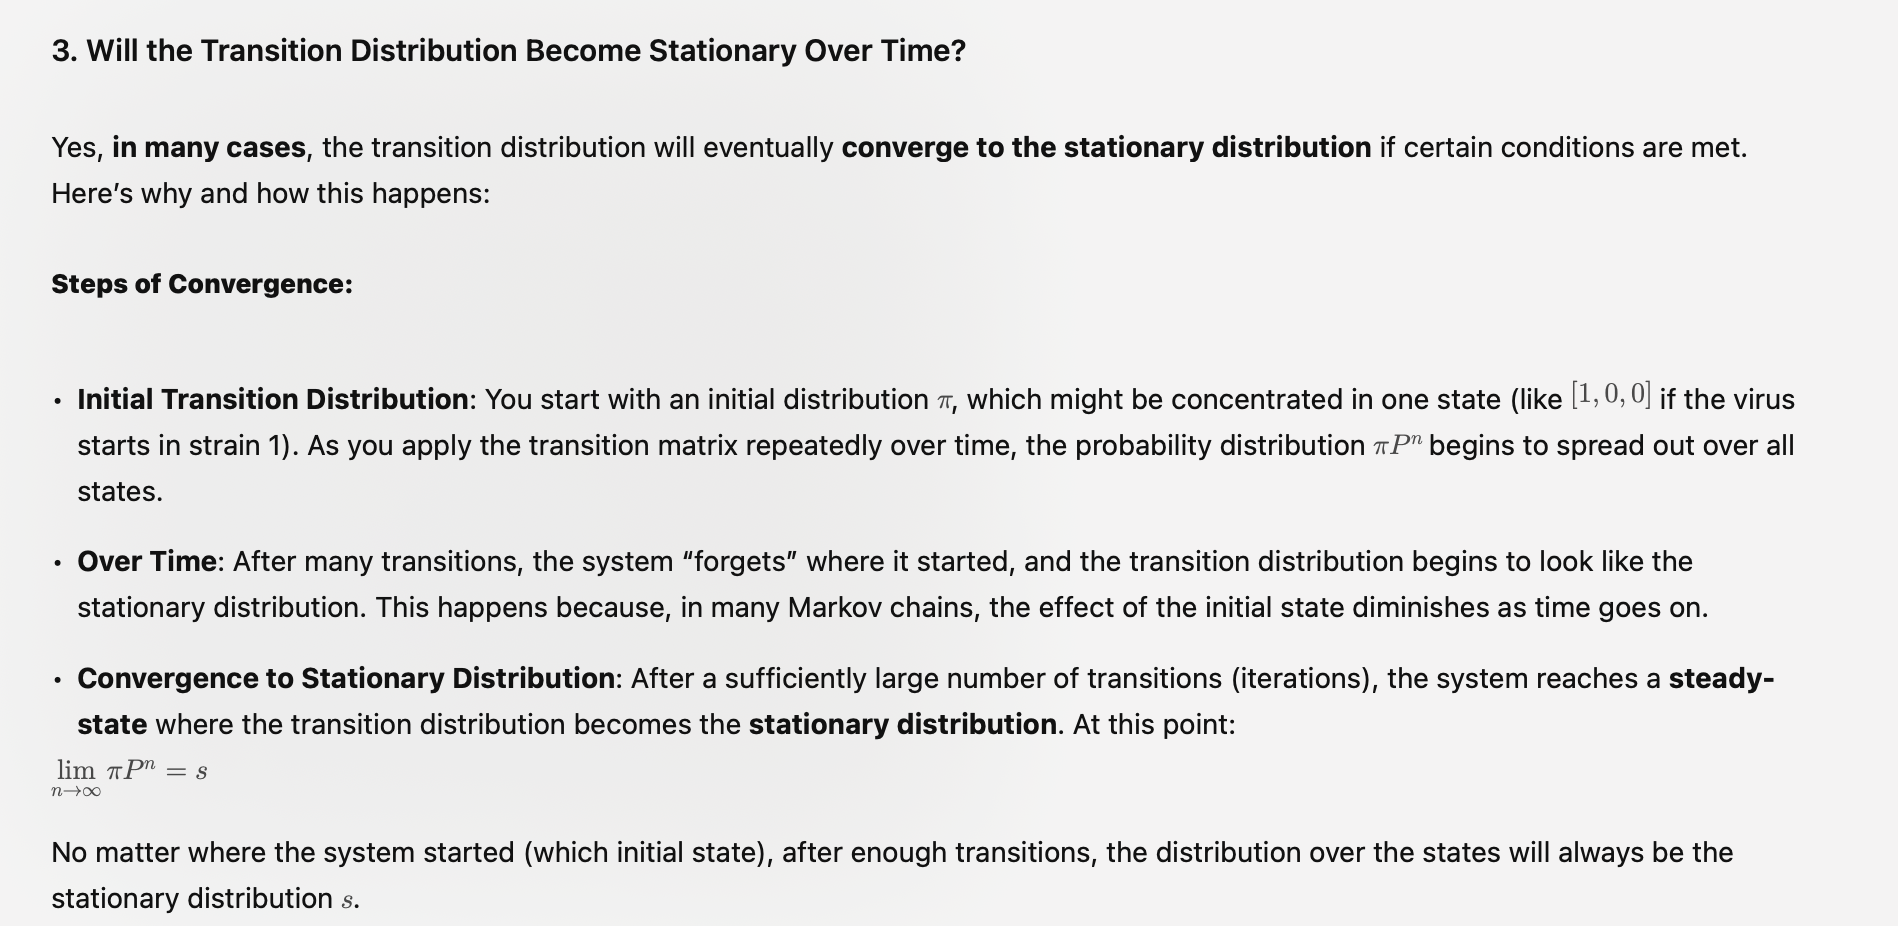 3. Will the Transition Distribution Become Stationary Over Time?
Yes, in many cases, the transition distribution will eventually converge to the stationary distribution if certain conditions are met.
Here’s why and how this happens:
Steps of Convergence:
• Initial Transition Distribution: You start with an initial distribution π, which might be concentrated in one state (like [1, 0, 0] if the virus
starts in strain 1). As you apply the transition matrix repeatedly over time, the probability distribution πPⁿ begins to spread out over all
states.
• Over Time: After many transitions, the system “forgets” where it started, and the transition distribution begins to look like the
stationary distribution. This happens because, in many Markov chains, the effect of the initial state diminishes as time goes on.
• Convergence to Stationary Distribution: After a sufficiently large number of transitions (iterations), the system reaches a steady-
state where the transition distribution becomes the stationary distribution. At this point:
lim πPⁿ = s
n→∞
No matter where the system started (which initial state), after enough transitions, the distribution over the states will always be the
stationary distribution s.